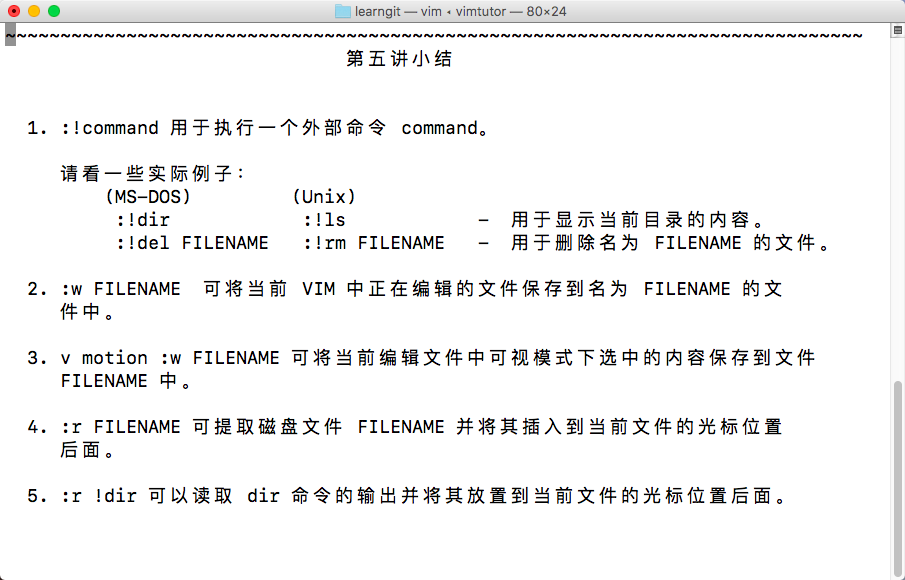 learngit — vim ◂ vimtutor — 80×24
~~~~~~~~~~~~~~~~~~~~~~~~~~~~~~~~~~~~~~~~~~~~~~~~~~~~~~~~~~~~~~~~~~~~~~~~~~~~~~
第五讲小结
1. :!command 用于执行一个外部命令 command。
请看一些实际例子：
(MS-DOS) (Unix)
:!dir :!ls - 用于显示当前目录的内容。
:!del FILENAME :!rm FILENAME - 用于删除名为 FILENAME 的文件。
2. :w FILENAME 可将当前 VIM 中正在编辑的文件保存到名为 FILENAME 的文
件中。
3. v motion :w FILENAME 可将当前编辑文件中可视模式下选中的内容保存到文件
FILENAME 中。
4. :r FILENAME 可提取磁盘文件 FILENAME 并将其插入到当前文件的光标位置
后面。
5. :r !dir 可以读取 dir 命令的输出并将其放置到当前文件的光标位置后面。